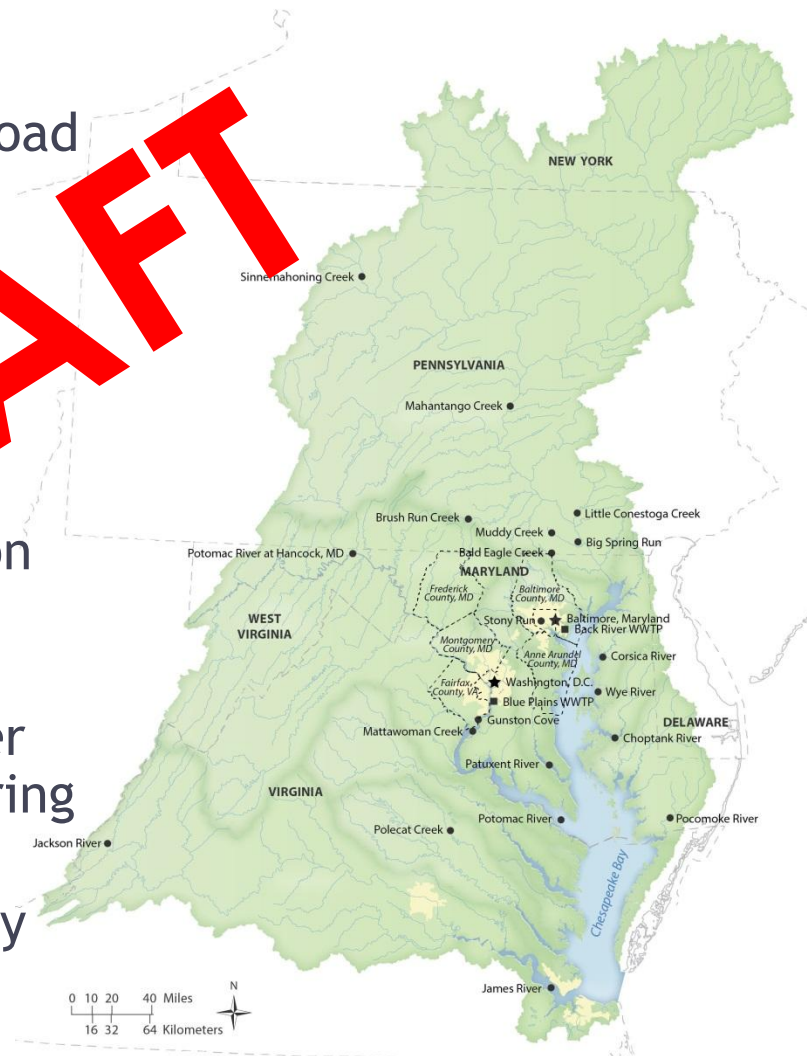 oad
AFT
on
er
ring
y
NEW YORK
Sinnemahoning Creek
PENNSYLVANIA
Mahantango Creek
Little Conestoga Creek
Brush Run Creek
Muddy Creek
Big Spring Run
Potomac River at Hancock, MD
Bald Eagle Creek
MARYLAND
Frederick
County, MD
Baltimore
County, MD
WEST
VIRGINIA
Stony Run
Baltimore, Maryland
Back River WWTP
Montgomery
County, MD
Anne Arundel
County, MD
Corsica River
Fairfax
County, VA
Washington, D.C.
Wye River
Blue Plains WWTP
Gunston Cove
DELAWARE
Mattawoman Creek
Choptank River
Patuxent River
VIRGINIA
Potomac River
Pocomoke River
Polecat Creek
Jackson River
Chesapeake Bay
James River
N
0 10 20 40 Miles
16 32 64 Kilometers